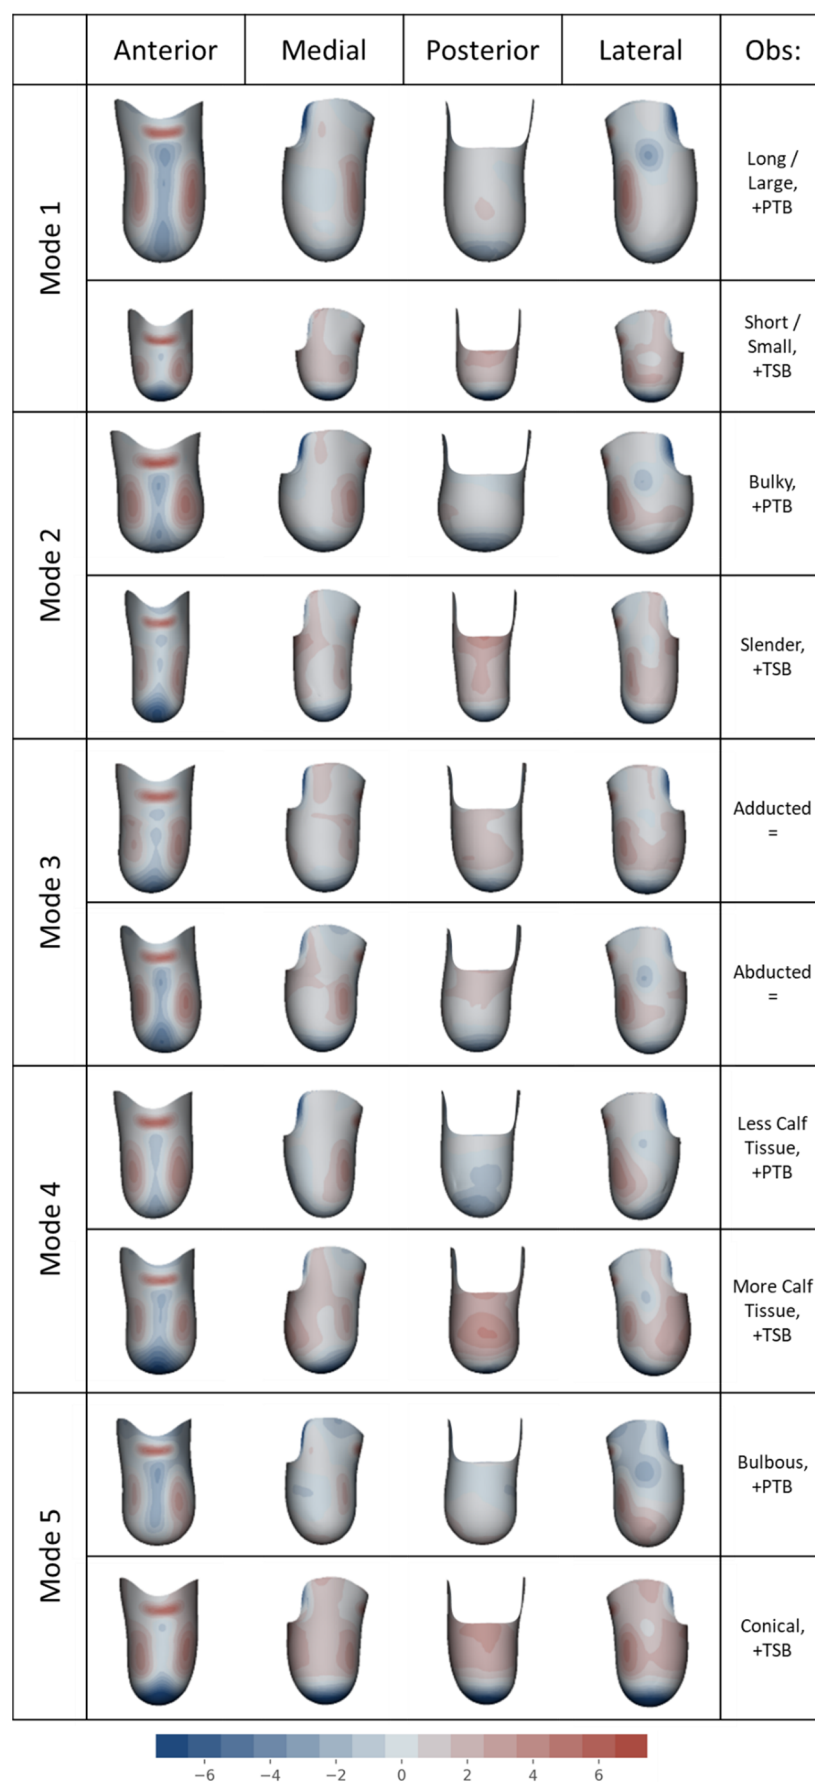 Anterior Medial Posterior Lateral Obs:
Mode 1
Long /
Large,
+PTB
Short /
Small,
+TSB
Mode 2
Bulky,
+PTB
Slender,
+TSB
Mode 3
Adducted
=
Abducted
=
Mode 4
Less Calf
Tissue,
+PTB
More Calf
Tissue,
+TSB
Mode 5
Bulbous,
+PTB
Conical,
+TSB
−6 −4 −2 0 2 4 6